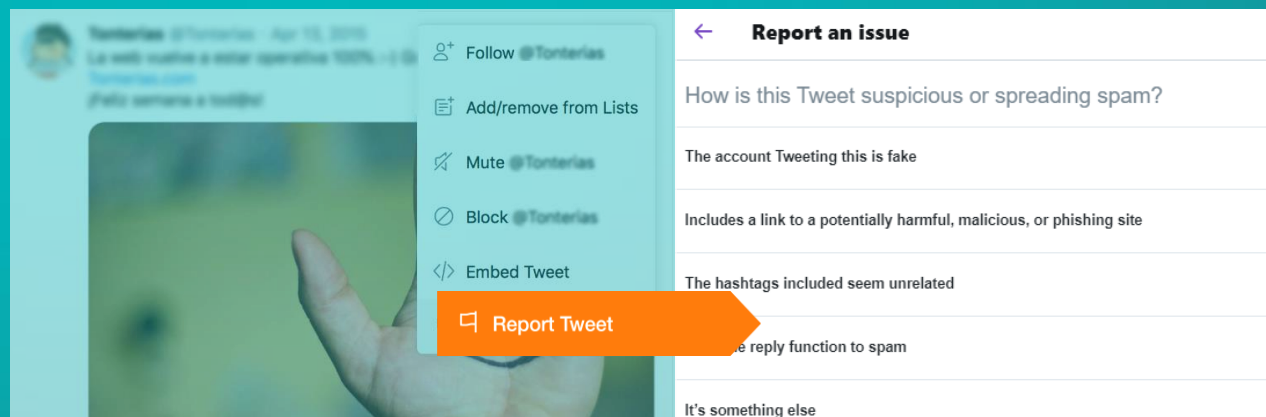 Tonterias @Tonterias · Apr 13, 2015
La web vuelve a estar operativa 100% :-)
Tonterias.com
¡Feliz semana a tod@s!
Follow @Tonterias
Add/remove from Lists
Mute @Tonterias
Block @Tonterias
Embed Tweet
Report Tweet
Report an issue
How is this Tweet suspicious or spreading spam?
The account Tweeting this is fake
Includes a link to a potentially harmful, malicious, or phishing site
The hashtags included seem unrelated
reply function to spam
It's something else